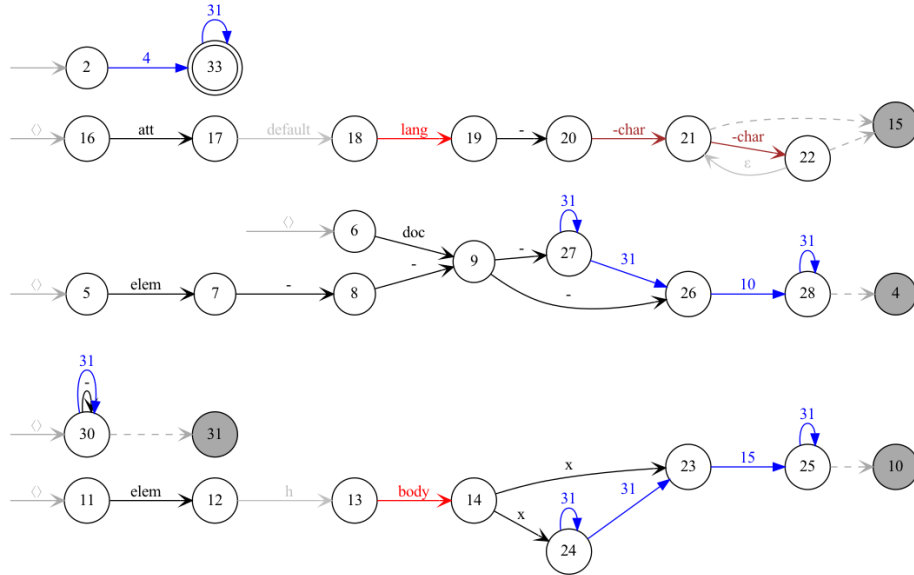 31
4
2 33
⟨⟩ att default lang - -char -char ε
16 17 18 19 20 21 22 15
⟨⟩ doc - 31 31 10 31
6 9 27 26 28 4
⟨⟩ elem - - -
5 7 8
31
-
⟨⟩
30 31
⟨⟩ elem h body x x 31 31 15 31
11 12 13 14 24 23 25 10